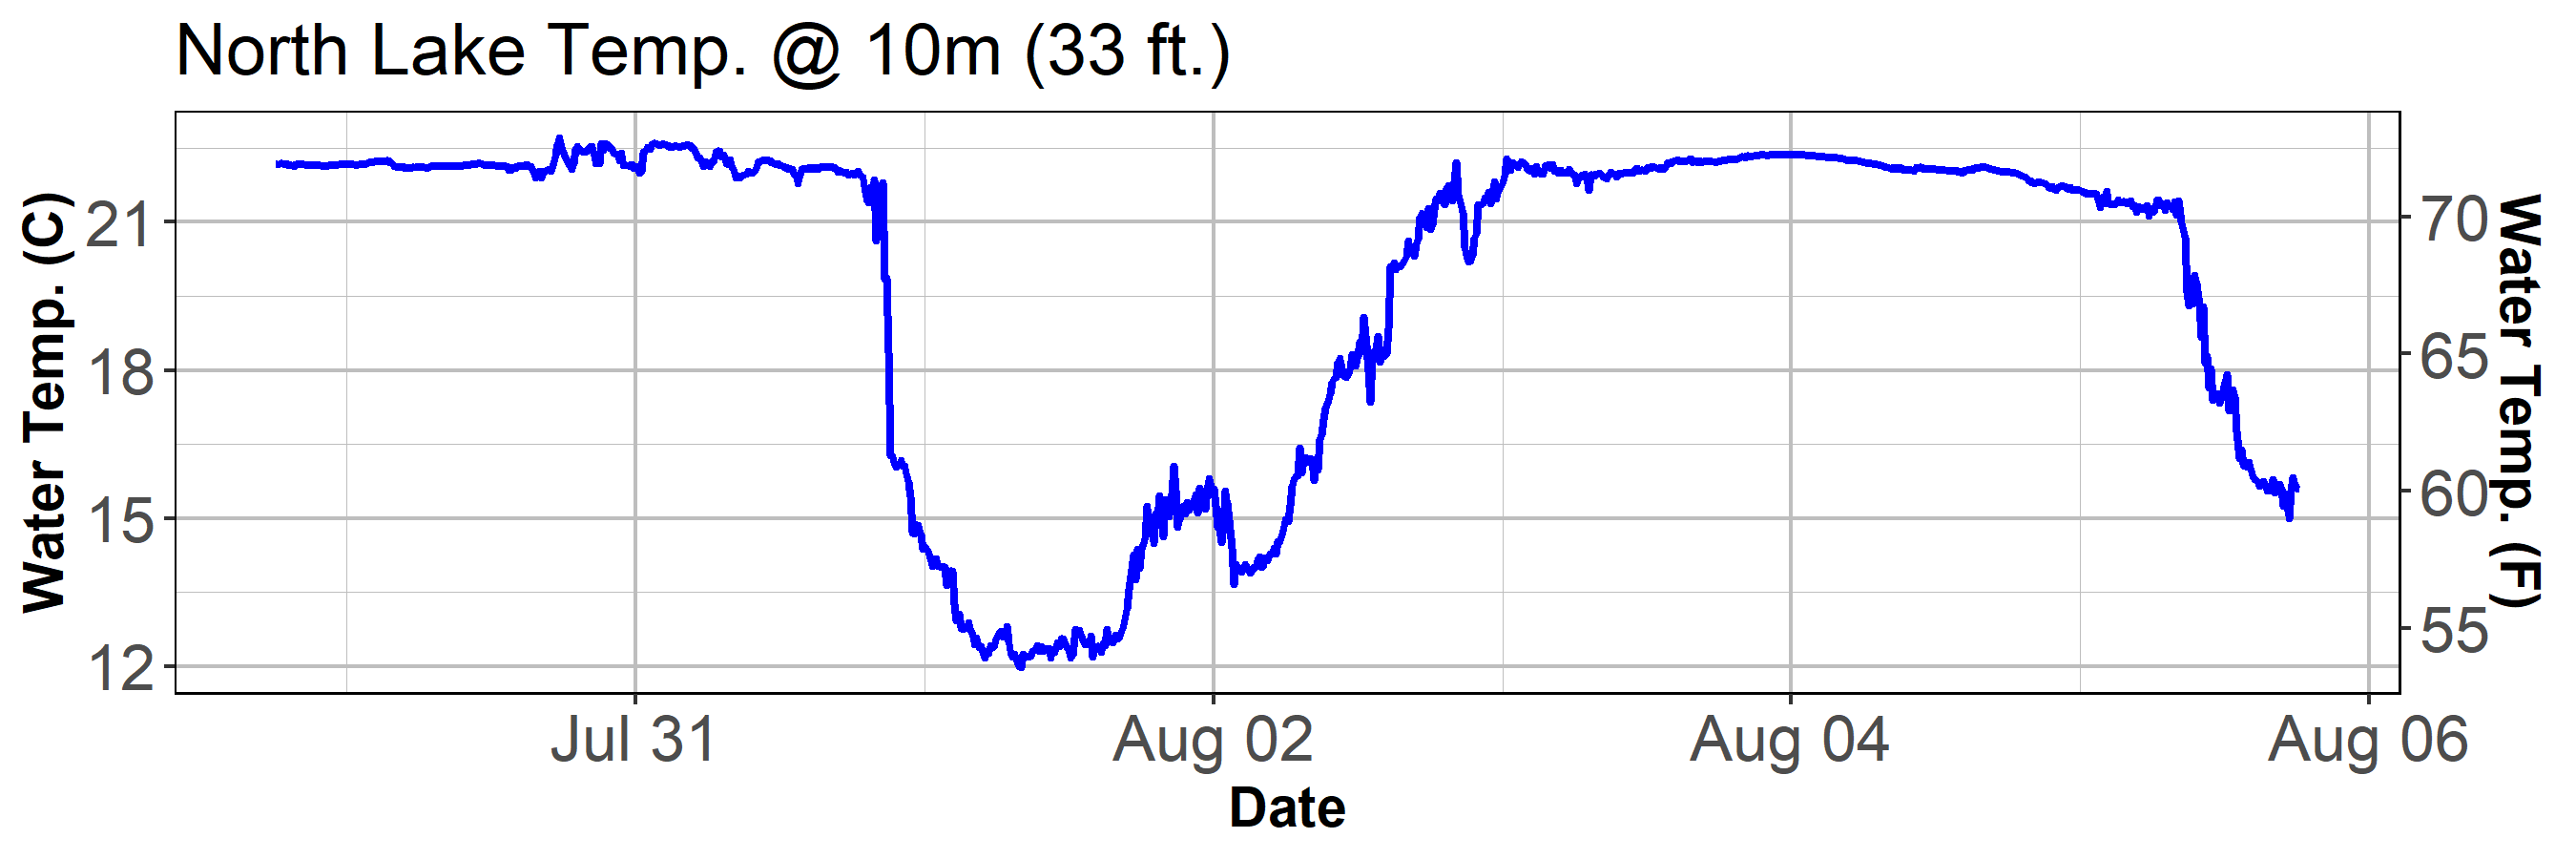 North Lake Temp. @ 10m (33 ft.)
Water Temp. (C)
21
18
15
12
70
65
60
55
Water Temp. (F)
Jul 31
Aug 02
Aug 04
Aug 06
Date